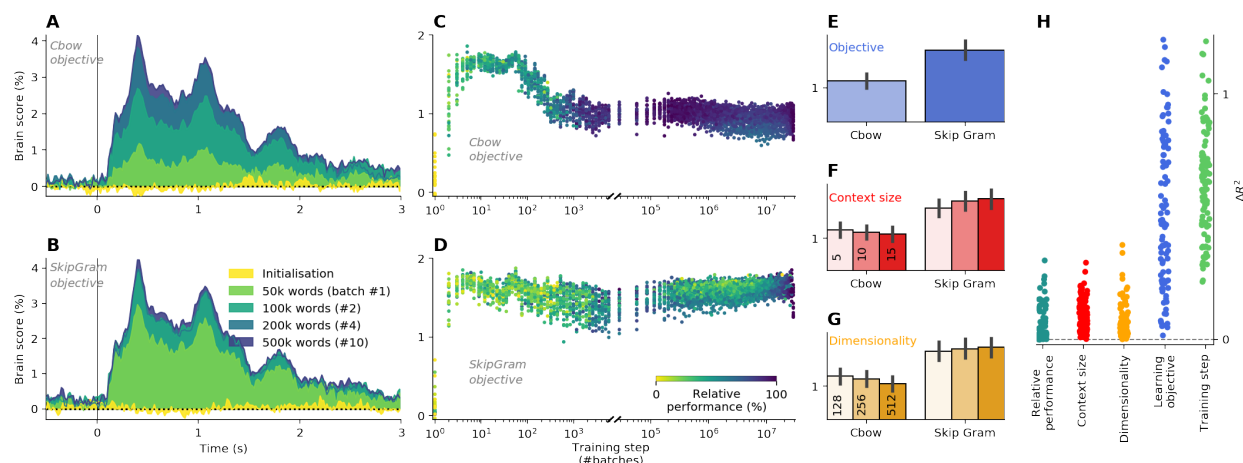 A
Cbow
objective
Brain score (%)
4
3
2
1
0
0
1
2
3
B
SkipGram
objective
Initialisation
50k words (batch #1)
100k words (#2)
200k words (#4)
500k words (#10)
Brain score (%)
4
3
2
1
0
0
1
2
3
Time (s)
C
2
1
0
Cbow
objective
10⁰
10¹
10²
10³
10⁵
10⁶
10⁷
D
2
1
0
SkipGram
objective
0
100
Relative
performance (%)
10⁰
10¹
10²
10³
10⁵
10⁶
10⁷
Training step
(#batches)
E
Objective
1
Cbow
Skip Gram
F
Context size
1
5
10
15
Cbow
Skip Gram
G
Dimensionality
1
128
256
512
Cbow
Skip Gram
H
1
0
ΔR²
Relative
performance
Context size
Dimensionality
Learning
objective
Training step